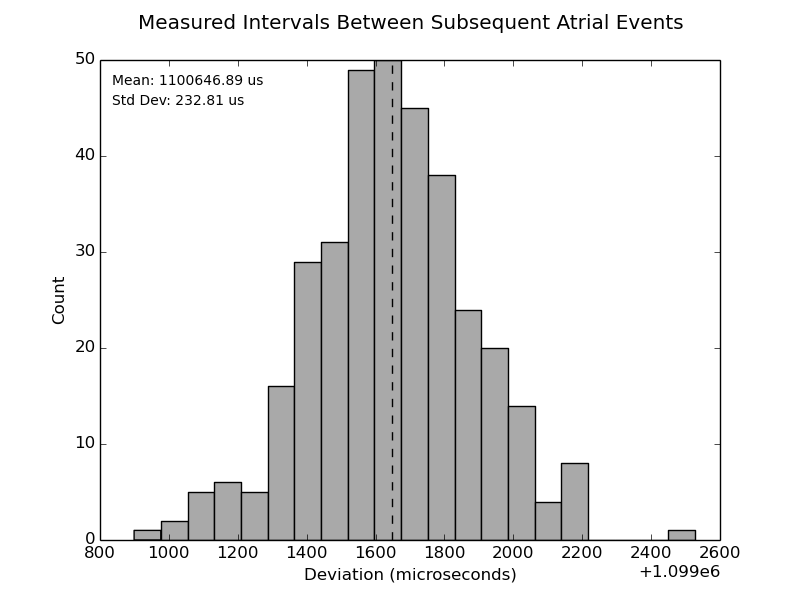 Measured Intervals Between Subsequent Atrial Events
Mean: 1100646.89 us
Std Dev: 232.81 us
50
40
30
20
10
0
Count
800 1000 1200 1400 1600 1800 2000 2200 2400 2600
Deviation (microseconds)
+1.099e6